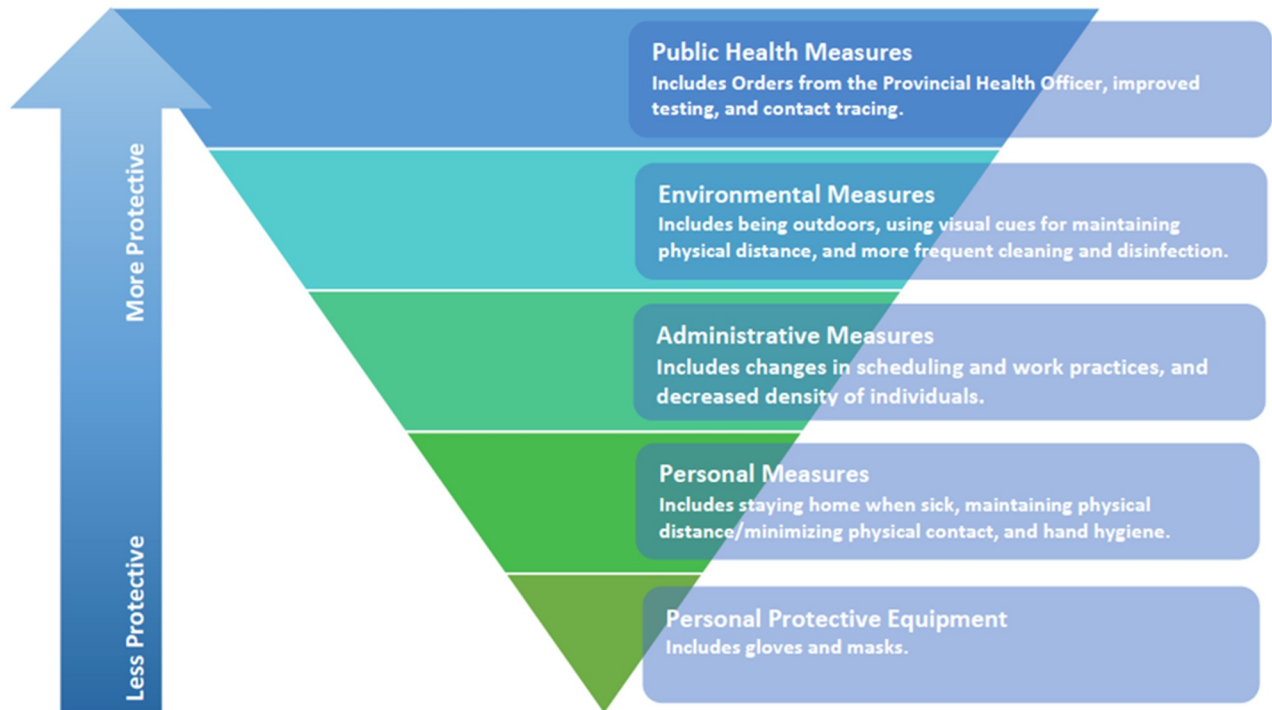 Public Health Measures
Includes Orders from the Provincial Health Officer, improved
testing, and contact tracing.
More Protective
Environmental Measures
Includes being outdoors, using visual cues for maintaining
physical distance, and more frequent cleaning and disinfection.
Administrative Measures
Includes changes in scheduling and work practices, and
decreased density of individuals.
Personal Measures
Includes staying home when sick, maintaining physical
distance/minimizing physical contact, and hand hygiene.
Less Protective
Personal Protective Equipment
Includes gloves and masks.